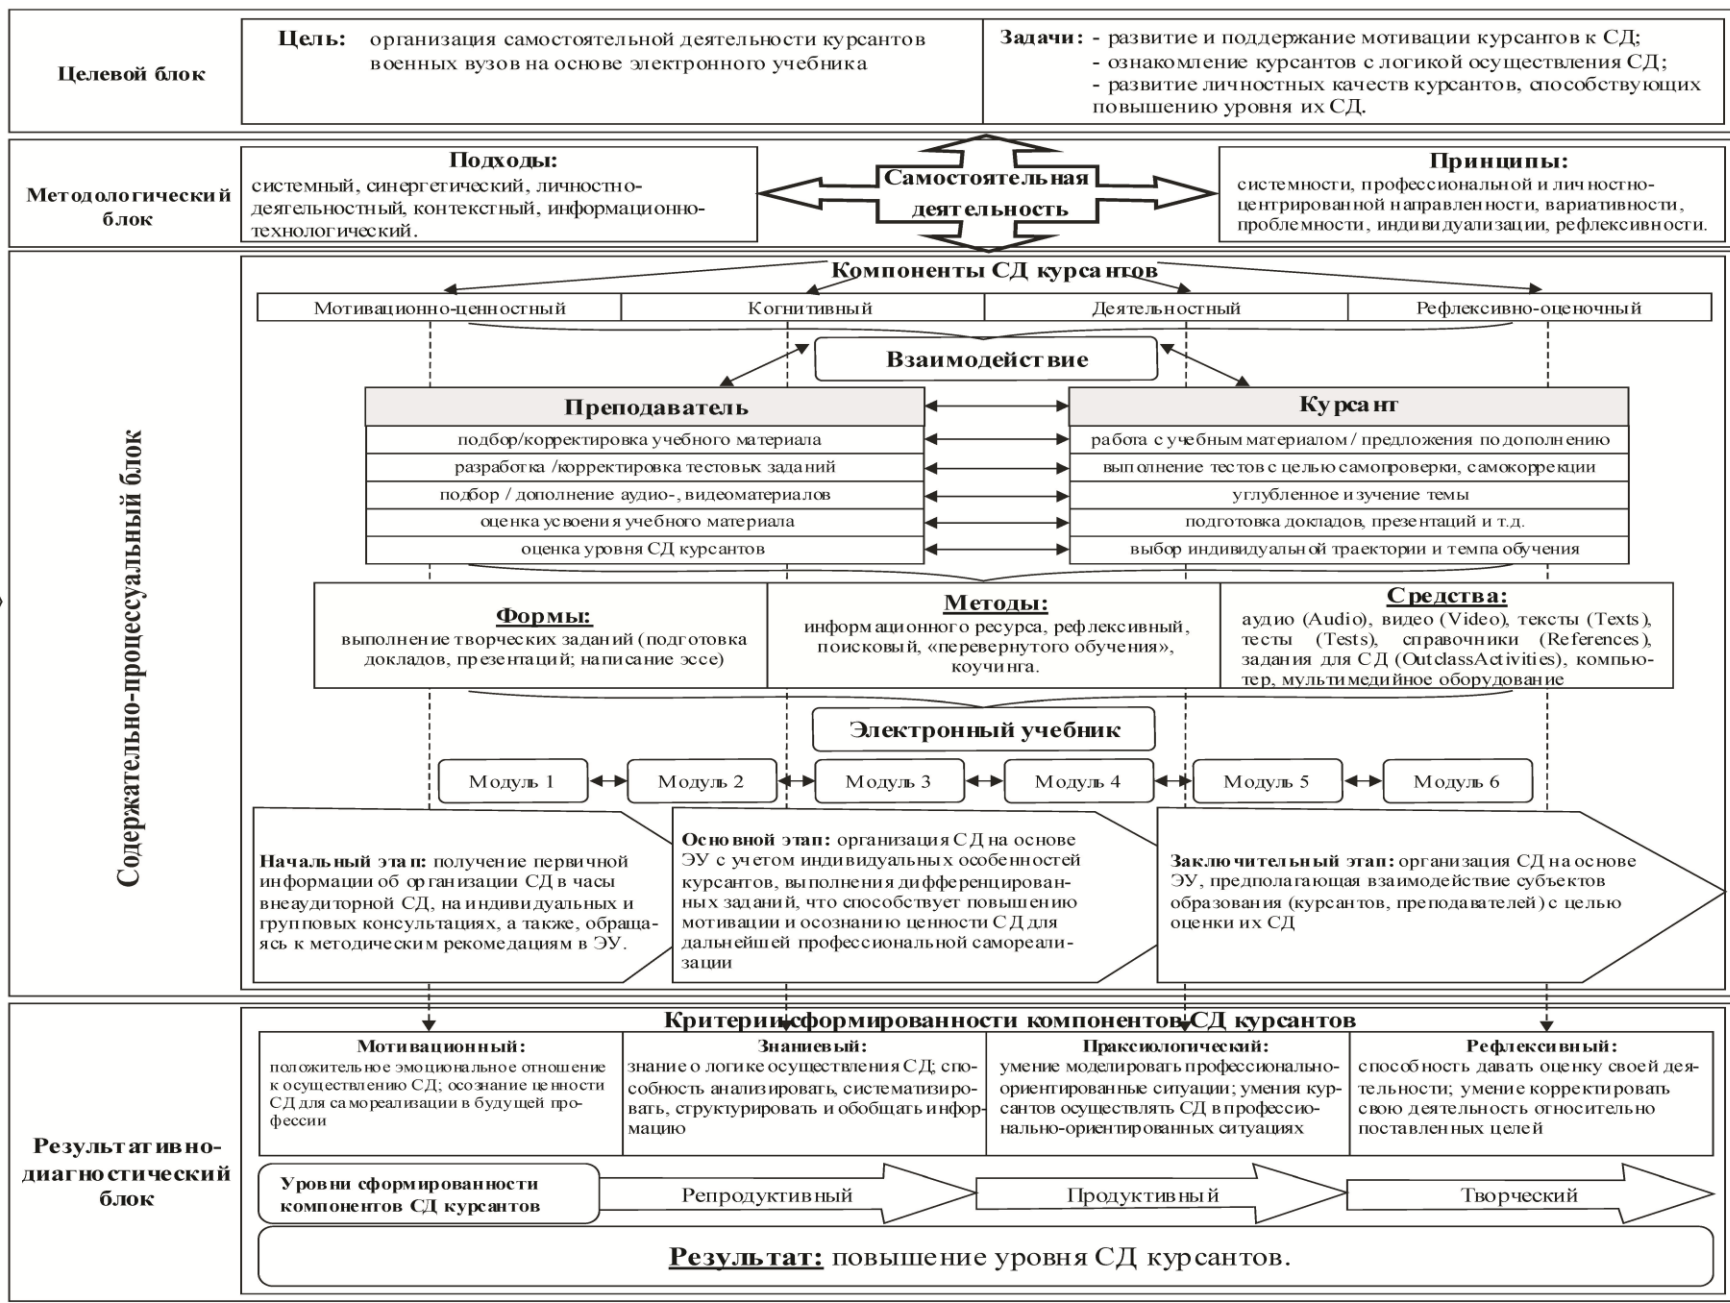 Целевой блок
Цель: организация самостоятельной деятельности курсантов
военных вузов на основе электронного учебника
Задачи: - развитие и поддержание мотивации курсантов к СД;
- ознакомление курсантов с логикой осуществления СД;
- развитие личностных качеств курсантов, способствующих
повышению уровня их СД.
Методологический
блок
Подходы:
системный, синергетический, личностно-
деятельностный, контекстный, информационно-
технологический.
Самостоятельная
деятельность
Принципы:
системности, профессиональной и личностно-
центрированной направленности, вариативности,
проблемности, индивидуализации, рефлексивности.
Содержательно-процессуальный блок
Компоненты СД курсантов
Мотивационно-ценностный
Когнитивный
Деятельностный
Рефлексивно-оценочный
Взаимодействие
Преподаватель
Курсант
подбор/корректировка учебного материала
работа с учебным материалом / предложения по дополнению
разработка /корректировка тестовых заданий
выполнение тестов с целью самопроверки, самокоррекции
подбор / дополнение аудио-, видеоматериалов
углубленное изучение темы
оценка усвоения учебного материала
подготовка докладов, презентаций и т.д.
оценка уровня СД курсантов
выбор индивидуальной траектории и темпа обучения
Формы:
выполнение творческих заданий (подготовка
докладов, презентаций; написание эссе)
Методы:
информационного ресурса, рефлексивный,
поисковый, «перевернутого обучения»,
коучинга.
Средства:
аудио (Audio), видео (Video), тексты (Texts),
тесты (Tests), справочники (References),
задания для СД (OutclassActivities), компью-
тер, мультимедийное оборудование
Электронный учебник
Модуль 1
Модуль 2
Модуль 3
Модуль 4
Модуль 5
Модуль 6
Начальный этап: получение первичной
информации об организации СД в часы
внеаудиторной СД, на индивидуальных и
групповых консультациях, а также, обраща-
ясь к методическим рекомедациям в ЭУ.
Основной этап: организация СД на основе
ЭУ с учетом индивидуальных особенностей
курсантов, выполнения дифференцирован-
ных заданий, что способствует повышению
мотивации и осознанию ценности СД для
дальнейшей профессиональной самореали-
зации
Заключительный этап: организация СД на основе
ЭУ, предполагающая взаимодействие субъектов
образования (курсантов, преподавателей) с целью
оценки их СД
Результативно-
диагностический
блок
Критерии сформированности компонентов СД курсантов
Мотивационный:
положительное эмоциональное отношение
к осуществлению СД; осознание ценности
СД для самореализации в будущей про-
фессии
Знаниевый:
знание о логике осуществления СД; спо-
собность анализировать, систематизиро-
вать, структурировать и обобщать инфор-
мацию
Праксиологический:
умение моделировать профессионально-
ориентированные ситуации; умения кур-
сантов осуществлять СД в профессио-
нально-ориентированных ситуациях
Рефлексивный:
способность давать оценку своей дея-
тельности; умение корректировать
свою деятельность относительно
поставленных целей
Уровни сформированности
компонентов СД курсантов
Репродуктивный
Продуктивный
Творческий
Результат: повышение уровня СД курсантов.